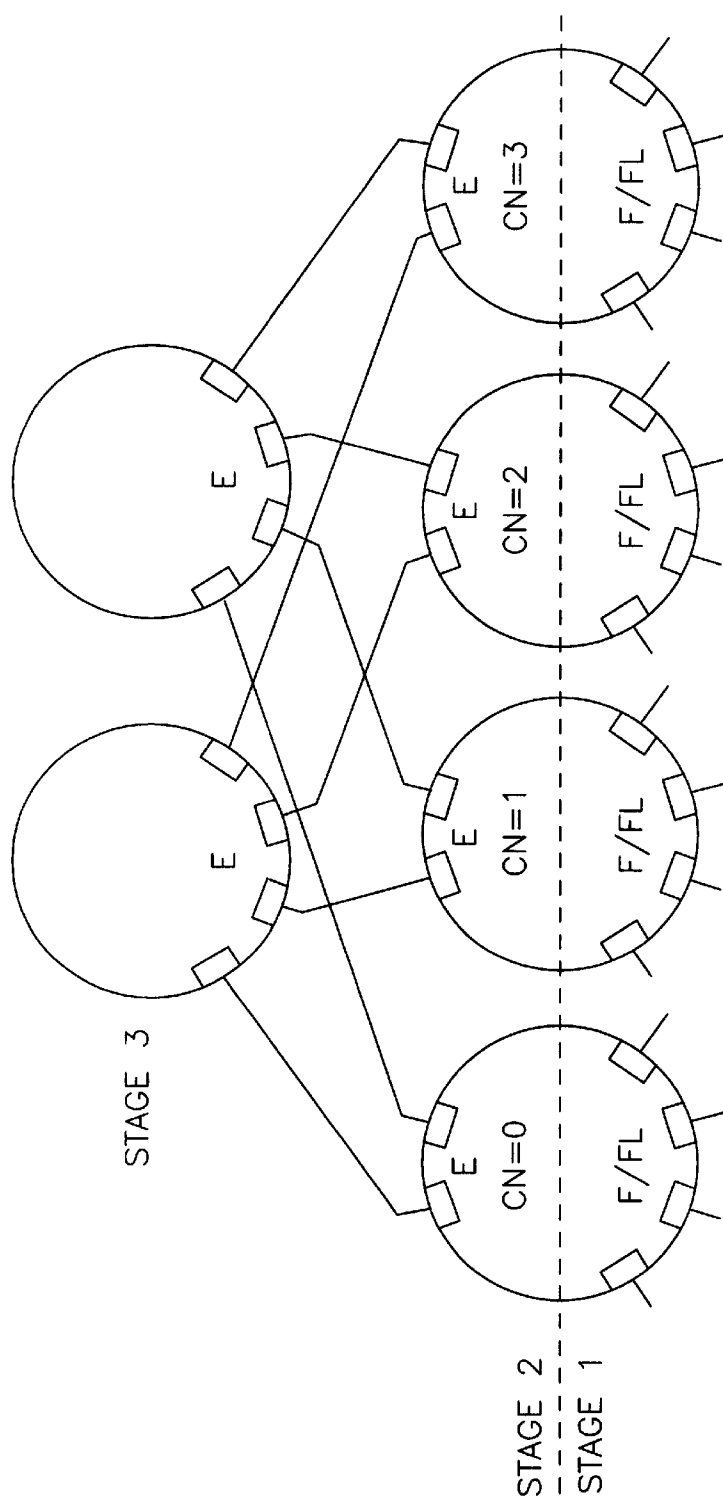 STAGE 3
E
E
E
E
E
E
CN=0
CN=1
CN=2
CN=3
STAGE 2
STAGE 1
F/FL
F/FL
F/FL
F/FL